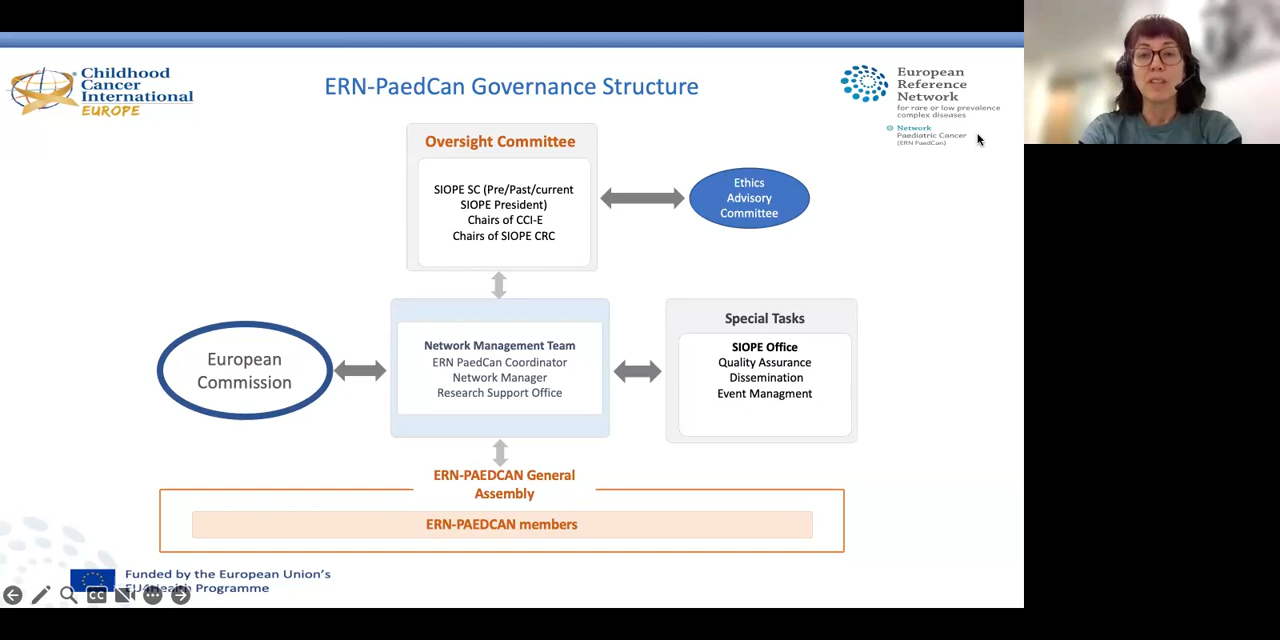 Childhood
Cancer
International
EUROPE
ERN-PaedCan Governance Structure
European
Reference
Network
for rare or low prevalence
complex diseases
Network
Paediatric Cancer
(ERN PaedCan)
Oversight Committee
SIOPE SC (Pre/Past/current
SIOPE President)
Chairs of CCI-E
Chairs of SIOPE CRC
Ethics
Advisory
Committee
European
Commission
Network Management Team
ERN PaedCan Coordinator
Network Manager
Research Support Office
Special Tasks
SIOPE Office
Quality Assurance
Dissemination
Event Managment
ERN-PAEDCAN General
Assembly
ERN-PAEDCAN members
Funded by the European Union's
EU4Health Programme
CC